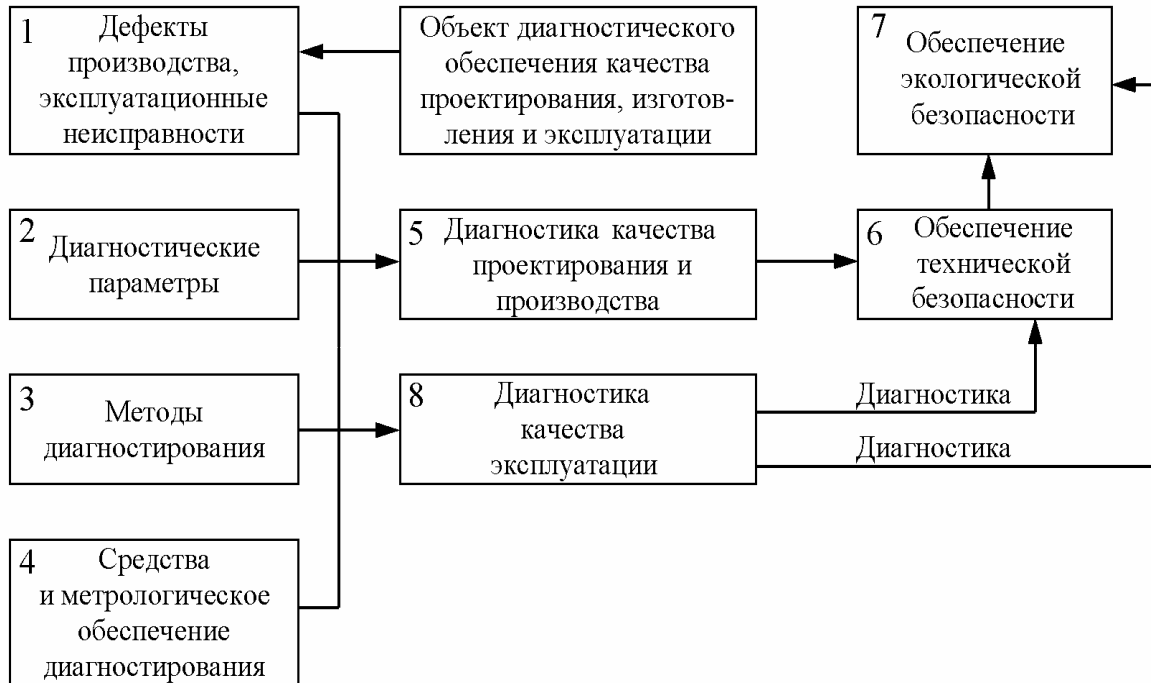 1
Дефекты
производства,
эксплуатационные
неисправности
Объект диагностического
обеспечения качества
проектирования, изготов-
ления и эксплуатации
7
Обеспечение
экологической
безопасности
2
Диагностические
параметры
5
Диагностика качества
проектирования и
производства
6
Обеспечение
технической
безопасности
3
Методы
диагностирования
8
Диагностика
качества
эксплуатации
Диагностика
Диагностика
4
Средства
и метрологическое
обеспечение
диагностирования